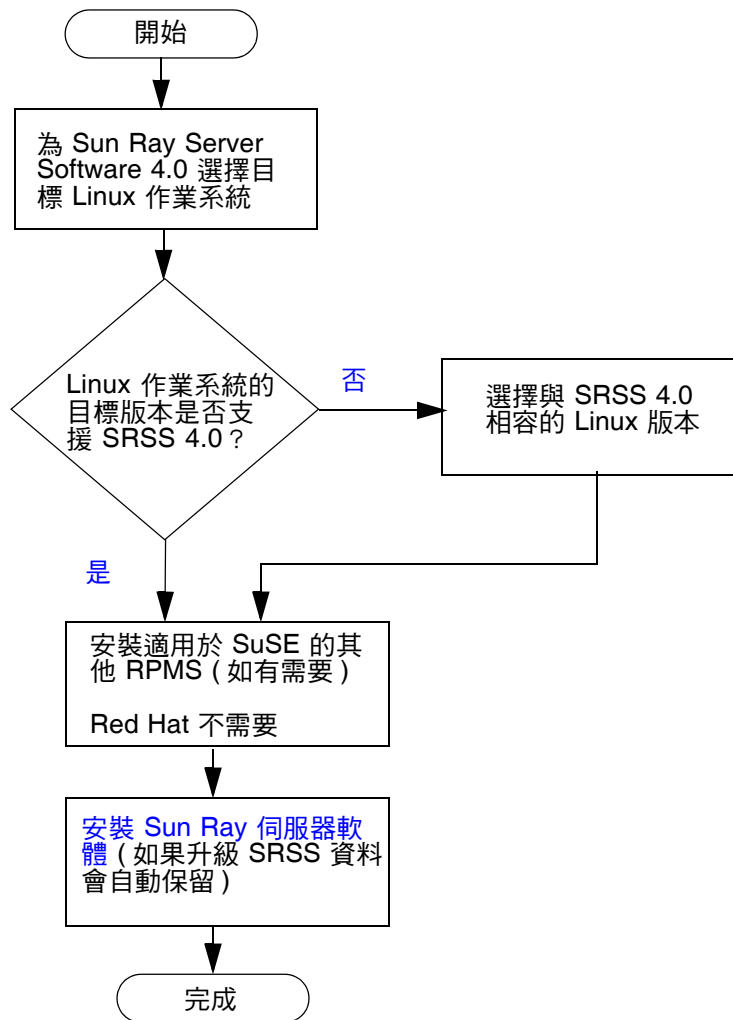 開始
為 Sun Ray Server
Software 4.0 選擇目
標 Linux 作業系統
Linux 作業系統的
目標版本是否支
援 SRSS 4.0？
否
選擇與 SRSS 4.0
相容的 Linux 版本
是
安裝適用於 SuSE 的其
他 RPMS (如有需要)
Red Hat 不需要
安裝 Sun Ray 伺服器軟
體 (如果升級 SRSS 資料
會自動保留)
完成